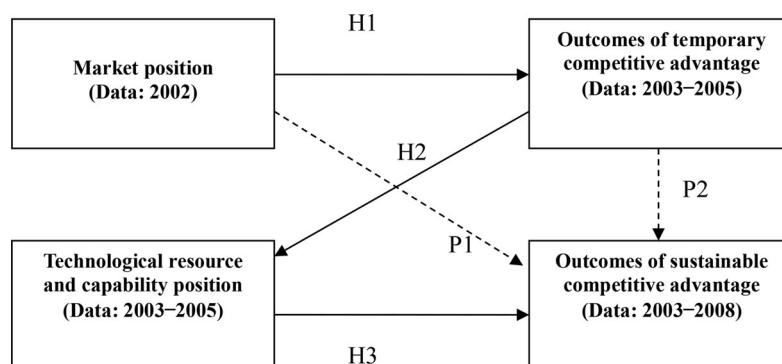 H1
Market position
(Data: 2002)
Outcomes of temporary
competitive advantage
(Data: 2003−2005)
H2
P2
P1
Technological resource
and capability position
(Data: 2003−2005)
Outcomes of sustainable
competitive advantage
(Data: 2003−2008)
H3